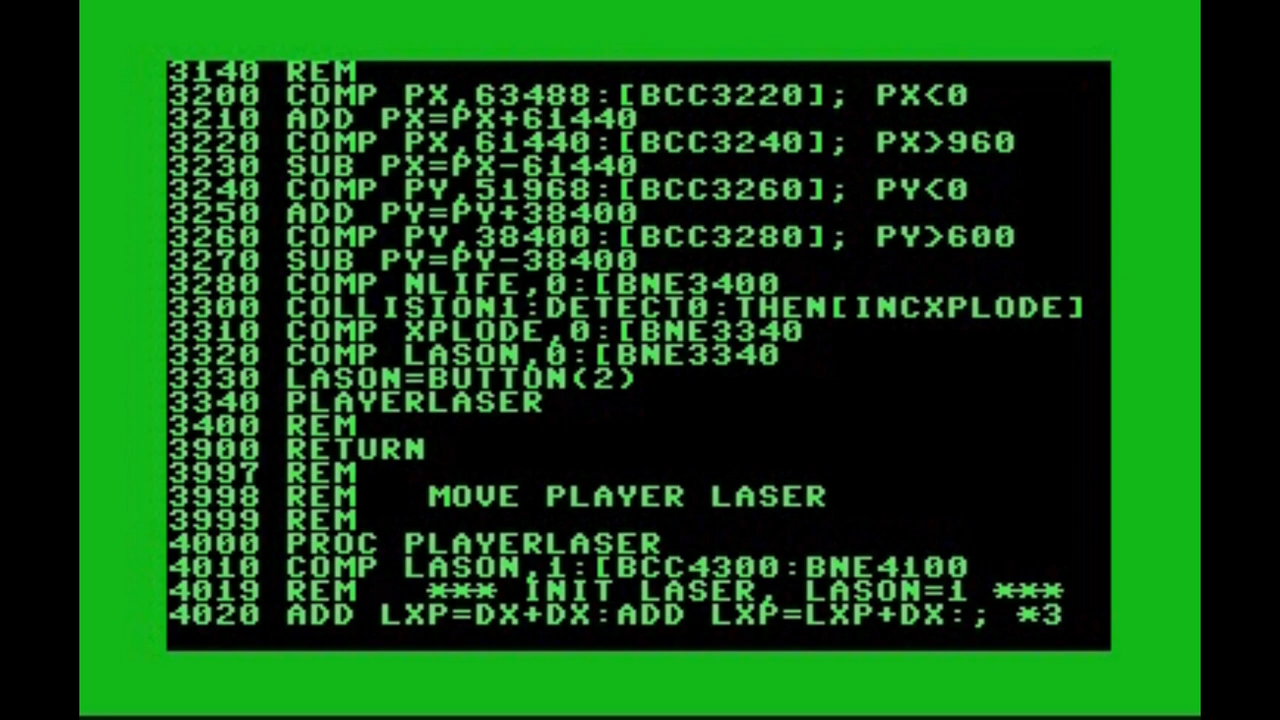 3140 REM
3200 COMP PX,63488:[BCC3220]; PX<0
3210 ADD PX=PX+61440
3220 COMP PX,61440:[BCC3240]; PX>960
3230 SUB PX=PX-61440
3240 COMP PY,51968:[BCC3260]; PY<0
3250 ADD PY=PY+38400
3260 COMP PY,38400:[BCC3280]; PY>600
3270 SUB PY=PY-38400
3280 COMP NLIFE,0:[BNE3400
3300 COLLISION1:DETECT0:THEN[INCXPLODE]
3310 COMP XPLODE,0:[BNE3340
3320 COMP LASON,0:[BNE3340
3330 LASON=BUTTON(2)
3340 PLAYERLASER
3400 REM
3900 RETURN
3997 REM
3998 REM   MOVE PLAYER LASER
3999 REM
4000 PROC PLAYERLASER
4010 COMP LASON,1:[BCC4300:BNE4100
4019 REM   *** INIT LASER, LASON=1 ***
4020 ADD LXP=DX+DX:ADD LXP=LXP+DX:; *3